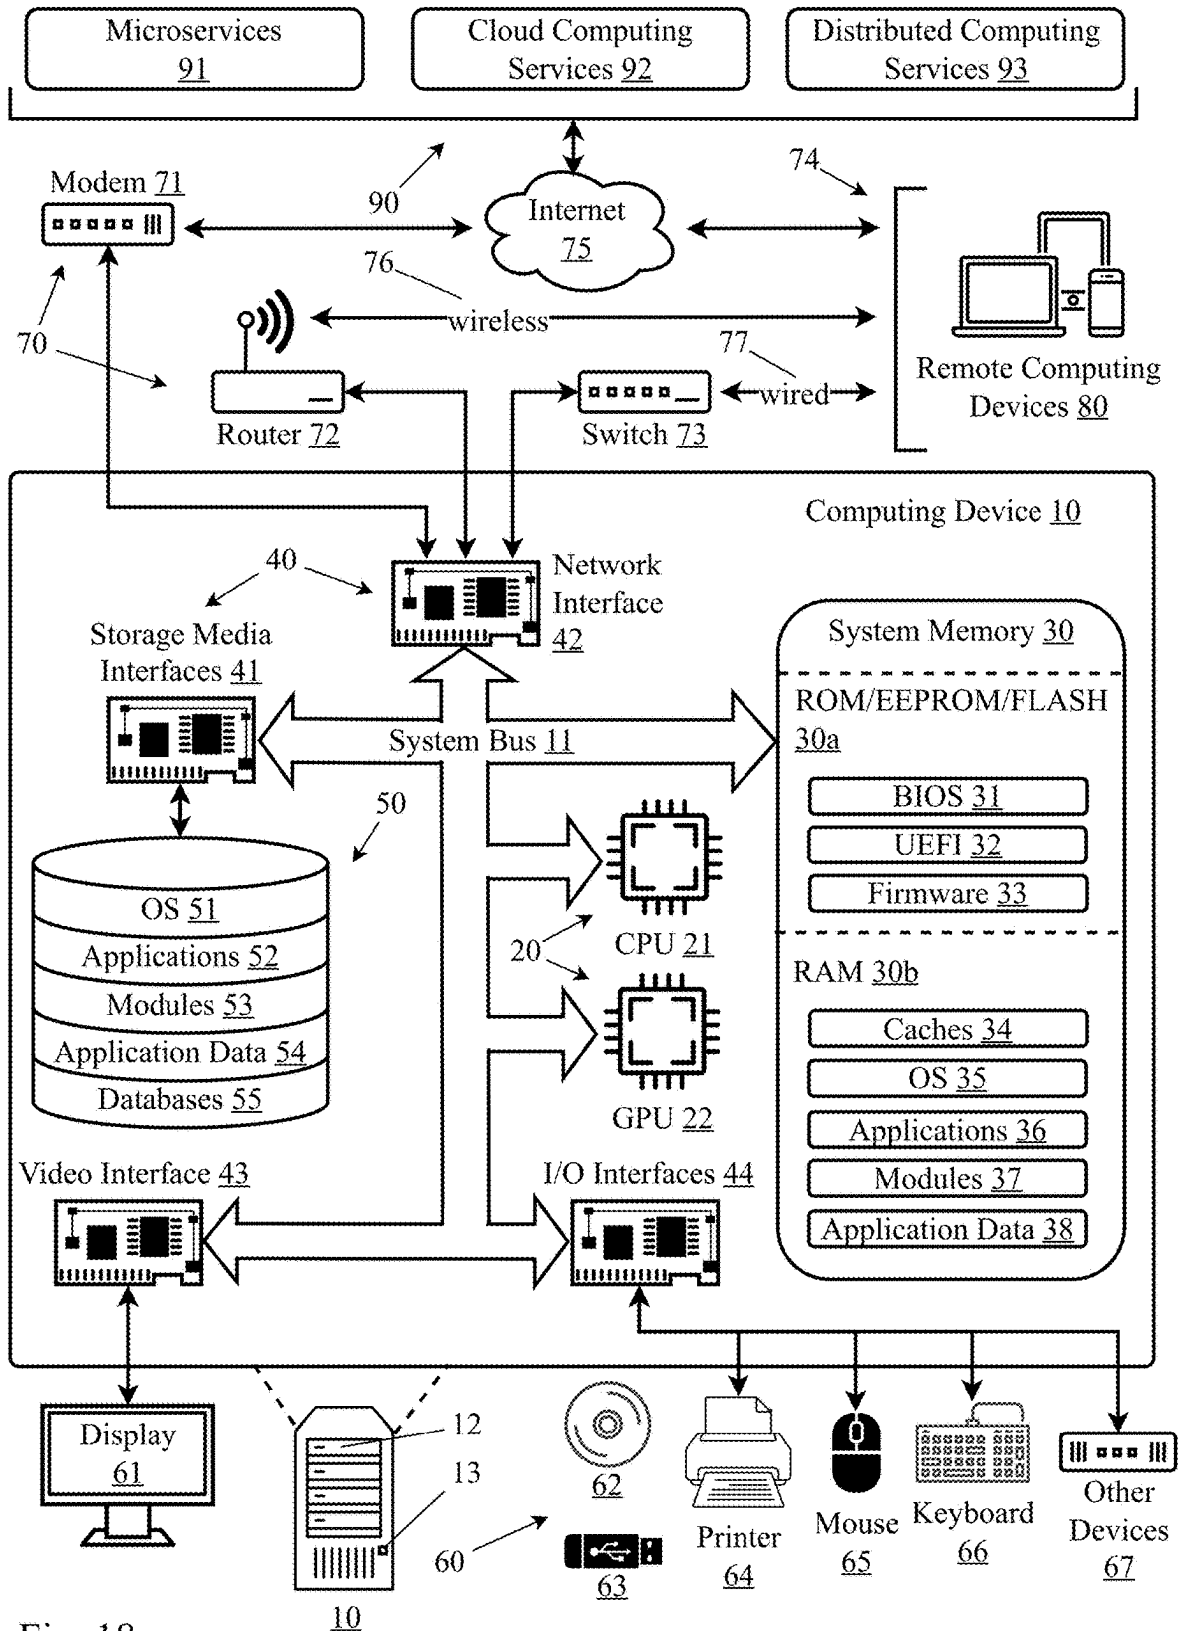 Microservices
91
Cloud Computing
Services 92
Distributed Computing
Services 93
90
74
Modem 71
Internet
75
76
wireless
70
77
wired
Remote Computing
Devices 80
Router 72
Switch 73
Computing Device 10
40
Network
Interface
42
Storage Media
Interfaces 41
System Bus 11
System Memory 30
ROM/EEPROM/FLASH
30a
BIOS 31
UEFI 32
Firmware 33
RAM 30b
Caches 34
OS 35
Applications 36
Modules 37
Application Data 38
50
OS 51
Applications 52
Modules 53
Application Data 54
Databases 55
20
CPU 21
GPU 22
Video Interface 43
I/O Interfaces 44
Display
61
12
13
10
60
62
63
Printer
64
Mouse
65
Keyboard
66
Other
Devices
67